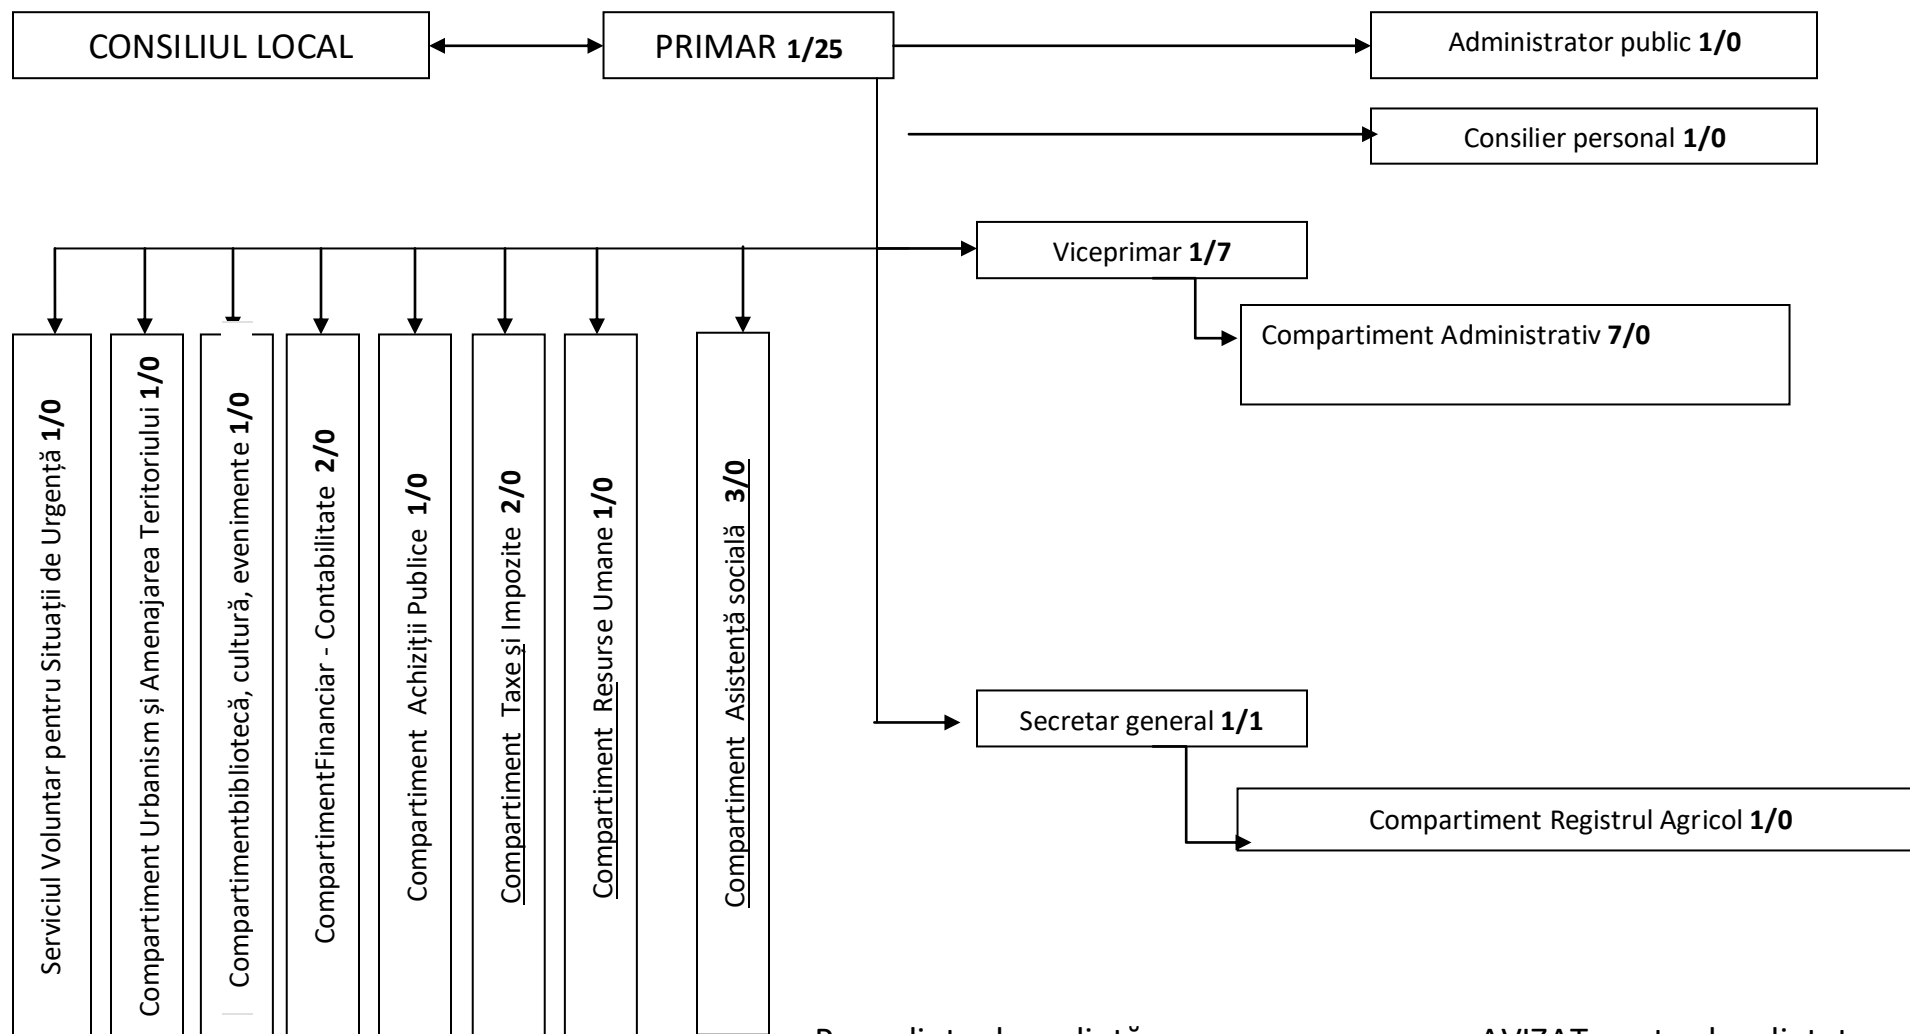 CONSILIUL LOCAL
PRIMAR 1/25
Administrator public 1/0
Consilier personal 1/0
Viceprimar 1/7
Compartiment Administrativ 7/0
Serviciul Voluntar pentru Situații de Urgență 1/0
Compartiment Urbanism și Amenajarea Teritoriului 1/0
Compartimentbibliotecă, cultură, evenimente 1/0
CompartimentFinanciar - Contabilitate 2/0
Compartiment Achiziții Publice 1/0
Compartiment Taxe și Impozite 2/0
Compartiment Resurse Umane 1/0
Compartiment Asistență socială 3/0
Secretar general 1/1
Compartiment Registrul Agricol 1/0